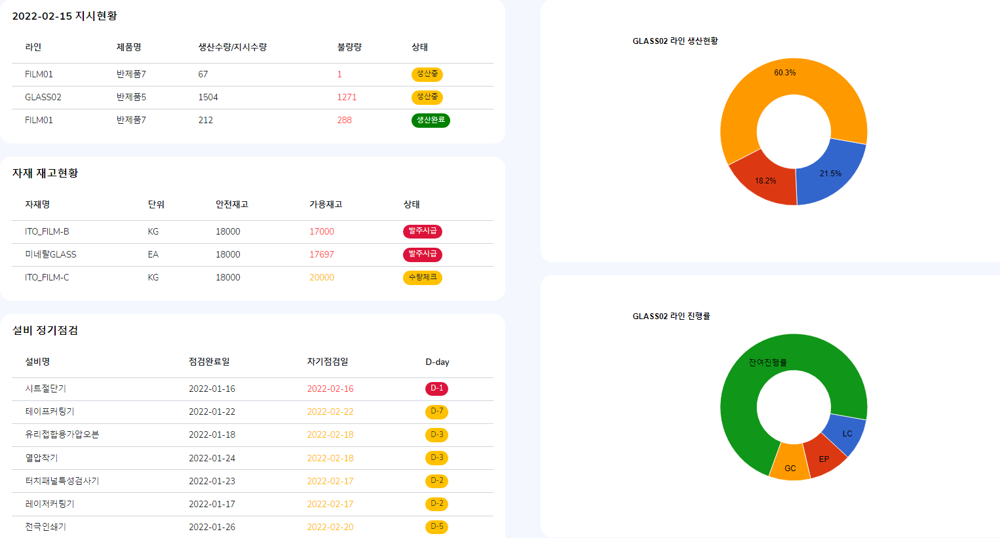 2022-02-15 지시현황
라인 제품명 생산수량/지시수량 불량량 상태
FILM01 반제품7 67 1 생산중
GLASS02 반제품5 1504 1271 생산중
FILM01 반제품7 212 288 생산완료
자재 재고현황
자재명 단위 안전재고 가용재고 상태
ITO_FILM-B KG 18000 17000 발주시급
미네랄GLASS EA 18000 17697 발주시급
ITO_FILM-C KG 18000 20000 수량체크
설비 정기점검
설비명 점검완료일 차기점검일 D-day
시트절단기 2022-01-16 2022-02-16 D-1
테이프커팅기 2022-01-22 2022-02-22 D-7
유리접합용가압오븐 2022-01-18 2022-02-18 D-3
열압착기 2022-01-24 2022-02-18 D-3
터치패널특성검사기 2022-01-23 2022-02-17 D-2
레이저커팅기 2022-01-17 2022-02-17 D-2
전극인쇄기 2022-01-26 2022-02-20 D-5
GLASS02 라인 생산현황
60.3%
21.5%
18.2%
GLASS02 라인 진행률
잔여진행률
LC
EP
GC